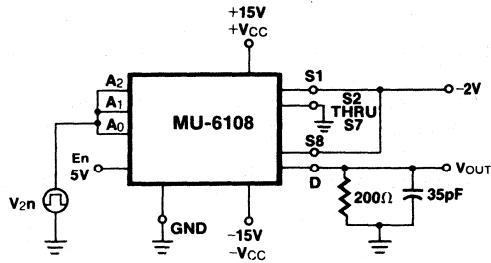 +15V
+VCC
A2
A1
A0
MU-6108
S1
S2
THRU
S7
S8
-2V
En
5V
D
VOUT
V2n
GND
200Ω
35pF
-15V
-VCC